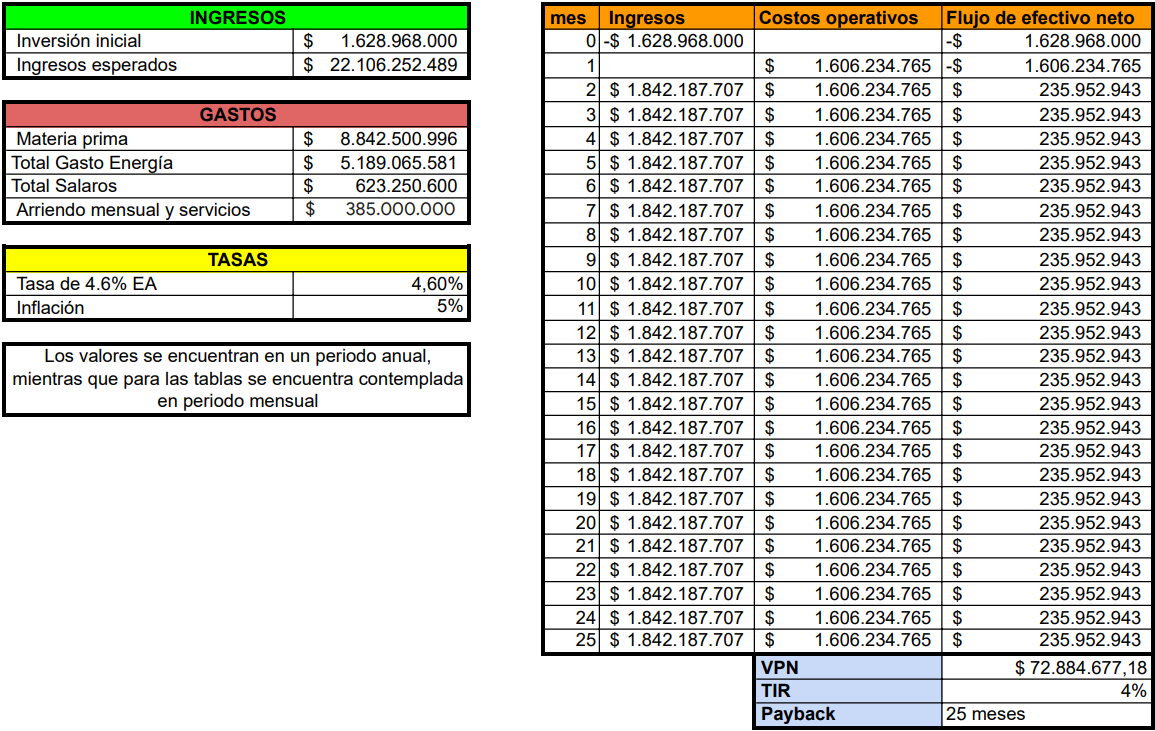 INGRESOS
Inversión inicial $ 1.628.968.000
Ingresos esperados $ 22.106.252.489
GASTOS
Materia prima $ 8.842.500.996
Total Gasto Energía $ 5.189.065.581
Total Salaros $ 623.250.600
Arriendo mensual y servicios $ 385.000.000
TASAS
Tasa de 4.6% EA 4,60%
Inflación 5%
Los valores se encuentran en un periodo anual,
mientras que para las tablas se encuentra contemplada
en periodo mensual
mes Ingresos Costos operativos Flujo de efectivo neto
0 -$ 1.628.968.000 -$ 1.628.968.000
1 $ 1.606.234.765 -$ 1.606.234.765
2 $ 1.842.187.707 $ 1.606.234.765 $ 235.952.943
3 $ 1.842.187.707 $ 1.606.234.765 $ 235.952.943
4 $ 1.842.187.707 $ 1.606.234.765 $ 235.952.943
5 $ 1.842.187.707 $ 1.606.234.765 $ 235.952.943
6 $ 1.842.187.707 $ 1.606.234.765 $ 235.952.943
7 $ 1.842.187.707 $ 1.606.234.765 $ 235.952.943
8 $ 1.842.187.707 $ 1.606.234.765 $ 235.952.943
9 $ 1.842.187.707 $ 1.606.234.765 $ 235.952.943
10 $ 1.842.187.707 $ 1.606.234.765 $ 235.952.943
11 $ 1.842.187.707 $ 1.606.234.765 $ 235.952.943
12 $ 1.842.187.707 $ 1.606.234.765 $ 235.952.943
13 $ 1.842.187.707 $ 1.606.234.765 $ 235.952.943
14 $ 1.842.187.707 $ 1.606.234.765 $ 235.952.943
15 $ 1.842.187.707 $ 1.606.234.765 $ 235.952.943
16 $ 1.842.187.707 $ 1.606.234.765 $ 235.952.943
17 $ 1.842.187.707 $ 1.606.234.765 $ 235.952.943
18 $ 1.842.187.707 $ 1.606.234.765 $ 235.952.943
19 $ 1.842.187.707 $ 1.606.234.765 $ 235.952.943
20 $ 1.842.187.707 $ 1.606.234.765 $ 235.952.943
21 $ 1.842.187.707 $ 1.606.234.765 $ 235.952.943
22 $ 1.842.187.707 $ 1.606.234.765 $ 235.952.943
23 $ 1.842.187.707 $ 1.606.234.765 $ 235.952.943
24 $ 1.842.187.707 $ 1.606.234.765 $ 235.952.943
25 $ 1.842.187.707 $ 1.606.234.765 $ 235.952.943
VPN $ 72.884.677,18
TIR 4%
Payback 25 meses